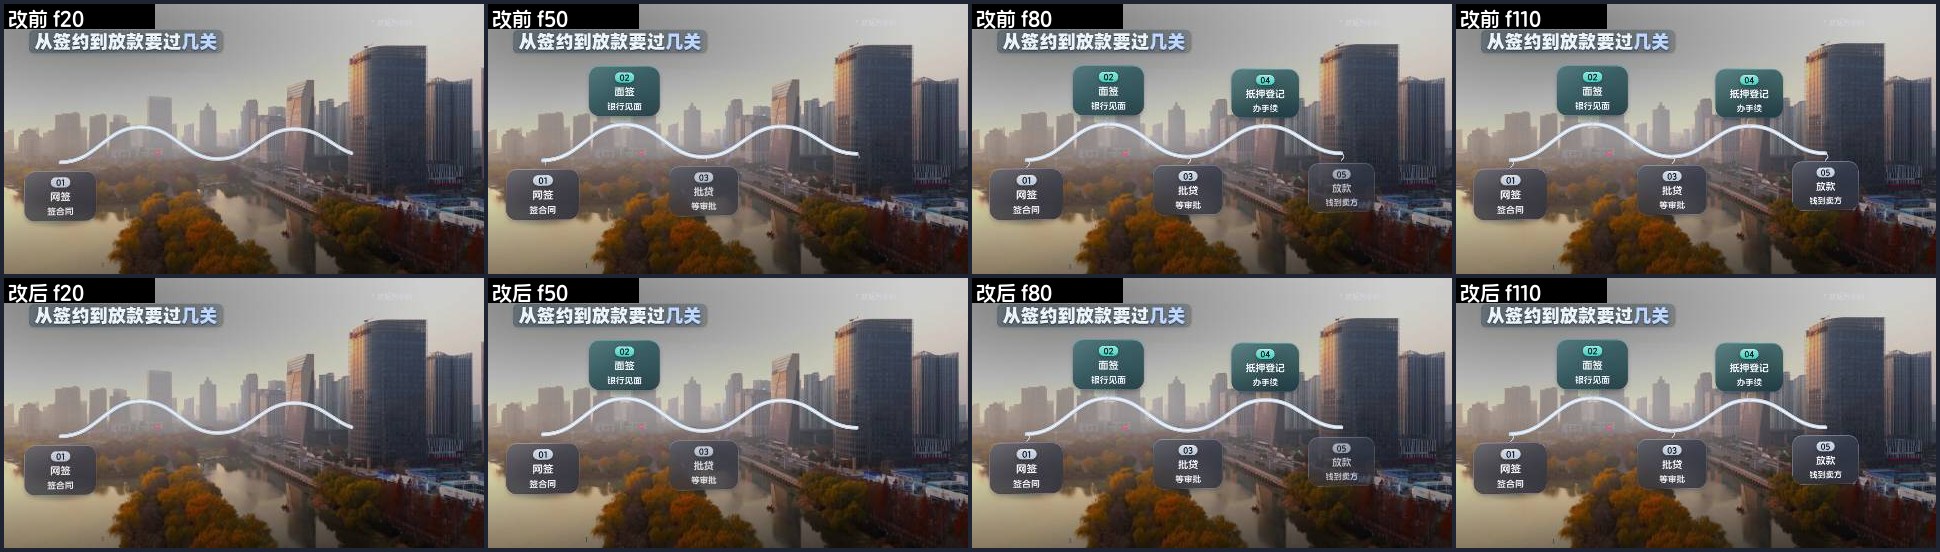 改前 f20
从签约到放款要过几关
01
网签
签合同
改前 f50
从签约到放款要过几关
02
面签
银行见面
01
网签
签合同
03
批贷
等审批
改前 f80
从签约到放款要过几关
02
面签
银行见面
04
抵押登记
办手续
01
网签
签合同
03
批贷
等审批
05
放款
钱到卖方
改前 f110
从签约到放款要过几关
02
面签
银行见面
04
抵押登记
办手续
01
网签
签合同
03
批贷
等审批
05
放款
钱到卖方
改后 f20
从签约到放款要过几关
01
网签
签合同
改后 f50
从签约到放款要过几关
02
面签
银行见面
01
网签
签合同
03
批贷
等审批
改后 f80
从签约到放款要过几关
02
面签
银行见面
04
抵押登记
办手续
01
网签
签合同
03
批贷
等审批
05
放款
钱到卖方
改后 f110
从签约到放款要过几关
02
面签
银行见面
04
抵押登记
办手续
01
网签
签合同
03
批贷
等审批
05
放款
钱到卖方